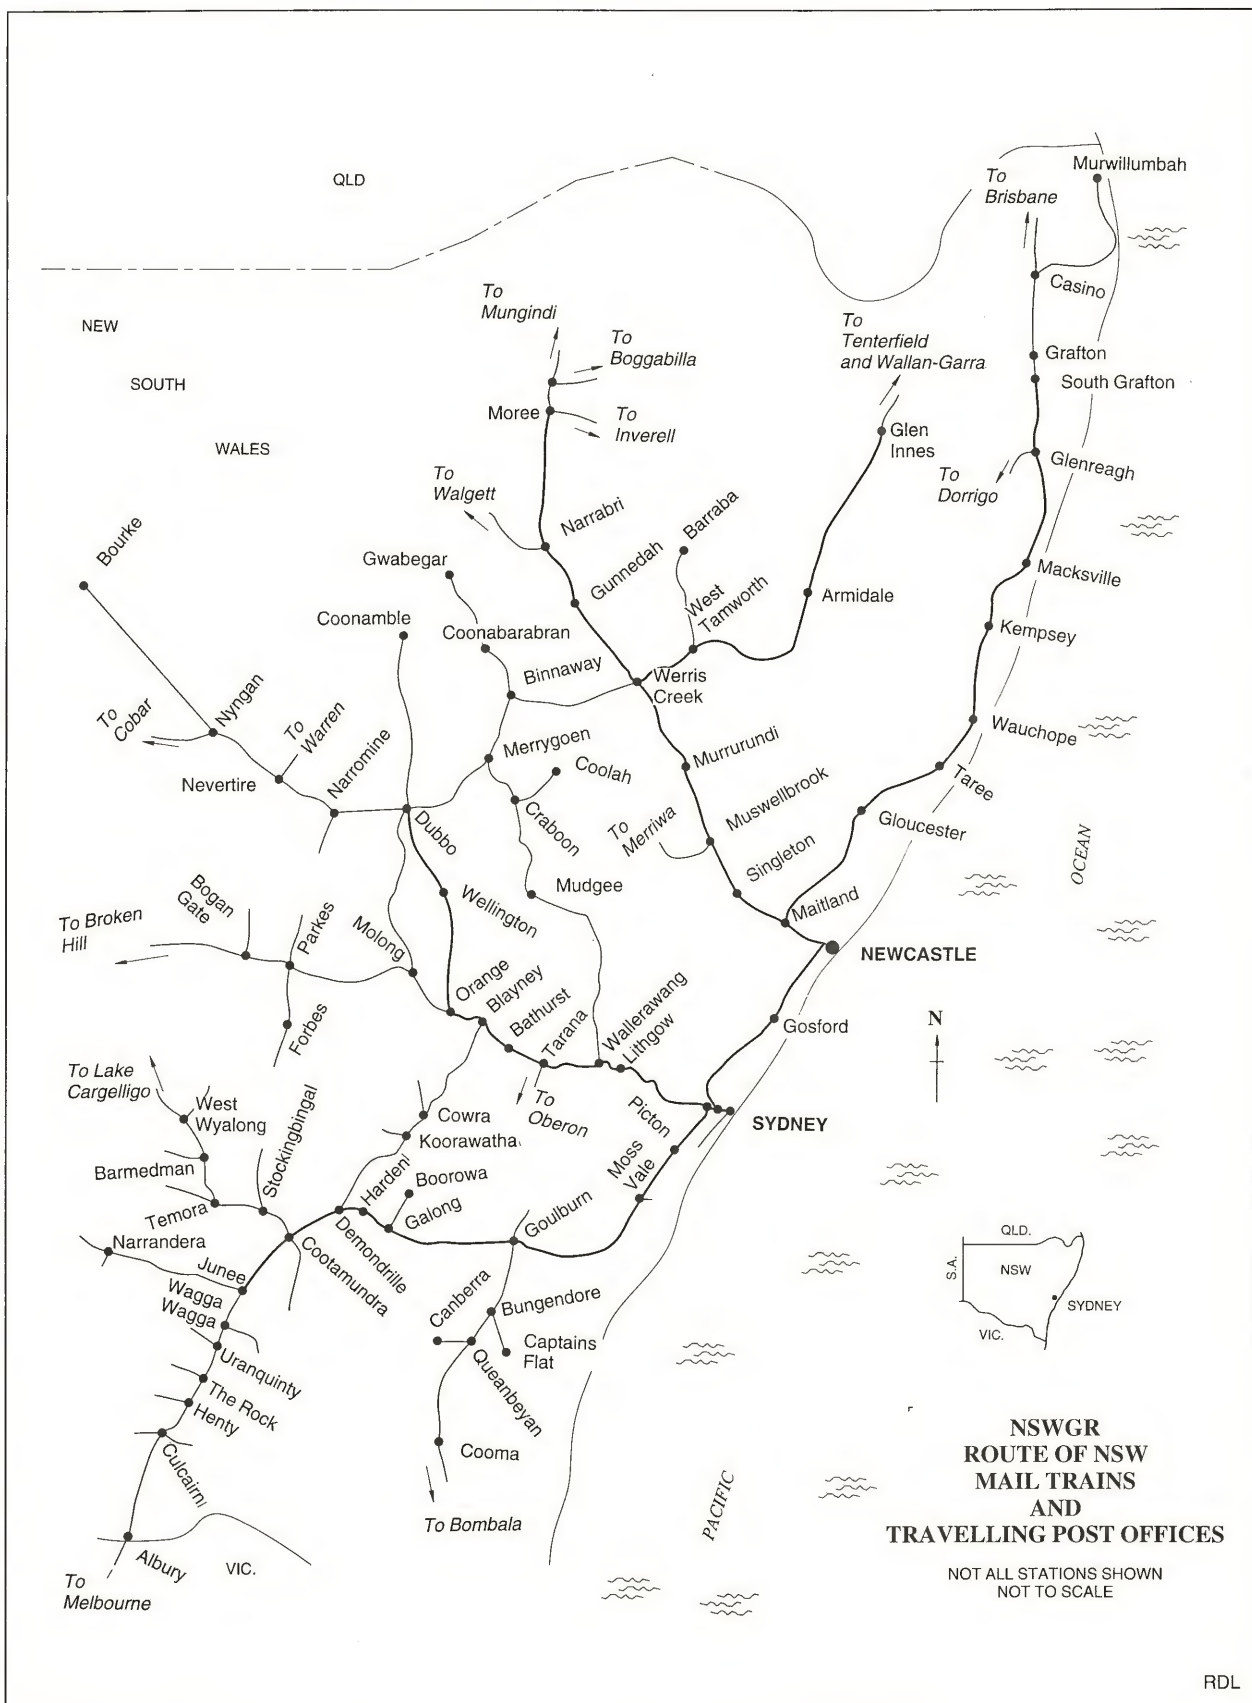 QLD
NEW
SOUTH
WALES
Murwillumbah
To
Brisbane
Casino
Grafton
South Grafton
Glenreagh
To
Dorrigo
Macksville
Kempsey
Wauchope
Taree
Gloucester
To
Mungindi
To
Boggabilla
Moree
To
Inverell
To
Tenterfield
and Wallan-Garra
Glen
Innes
To
Walgett
Narrabri
Gunnedah
Barraba
West
Tamworth
Armidale
Bourke
Gwabegar
Coonamble
Coonabarabran
Binnaway
Werris
Creek
To
Cobar
Nyngan
To
Warren
Nevertire
Narromine
Merrygoen
Coolah
Craboon
Dubbo
Murrurundi
Muswellbrook
To
Merriwa
Singleton
Maitland
NEWCASTLE
Mudgee
Wellington
Bogan
Gate
To Broken
Hill
Parkes
Molong
Forbes
Orange
Blayney
Bathurst
Tarana
Wallerawang
Lithgow
To
Oberon
Gosford
N
SYDNEY
Picton
Moss
Vale
To Lake
Cargelligo
West
Wyalong
Stockingbingal
Cowra
Koorawatha
Barmedman
Temora
Harden
Boorowa
Galong
Goulburn
Demondrille
Cootamundra
Narrandera
Junee
Wagga
Wagga
Uranquinty
The Rock
Henty
Culcairn
Albury
To
Melbourne
VIC.
Canberra
Bungendore
Captains
Flat
Queanbeyan
Cooma
To Bombala
OCEAN
PACIFIC
QLD.
S.A.
NSW
SYDNEY
VIC.
NSWGR
ROUTE OF NSW
MAIL TRAINS
AND
TRAVELLING POST OFFICES
NOT ALL STATIONS SHOWN
NOT TO SCALE
RDL